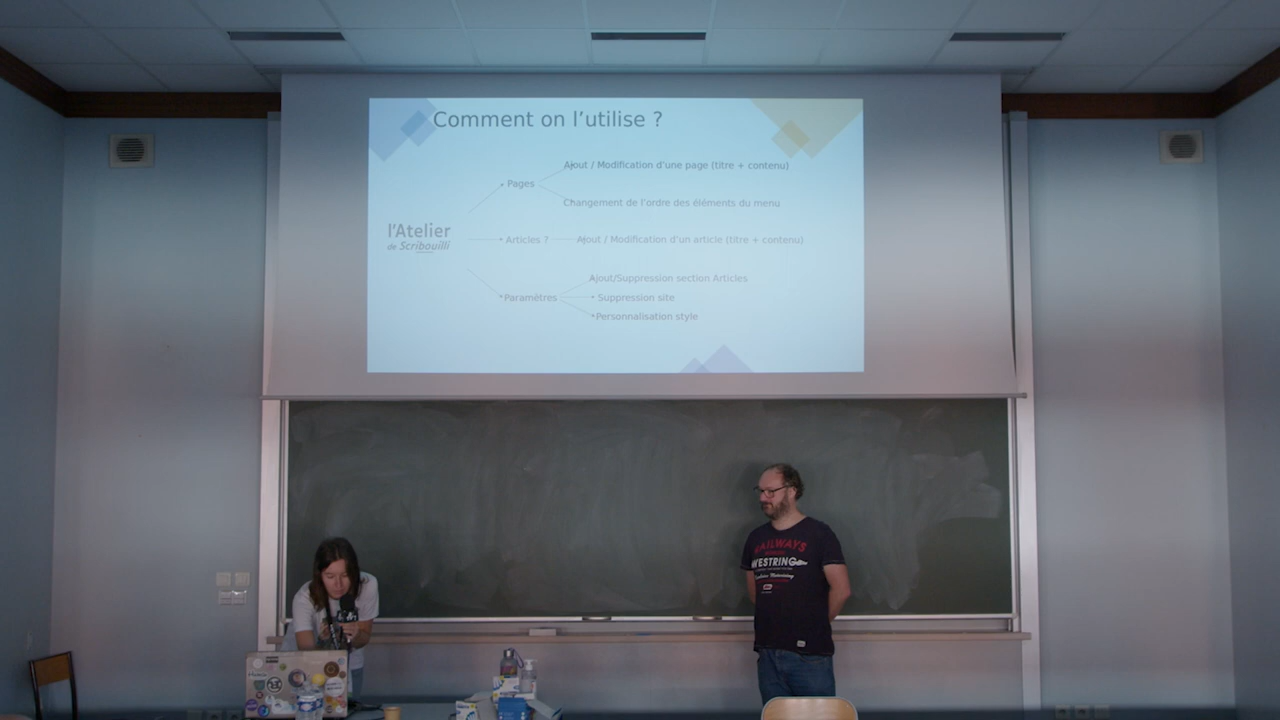 Comment on l'utilise ?
Ajout / Modification d'une page (titre + contenu)
Pages
Changement de l'ordre des éléments du menu
l'Atelier
de Scribouilli
Articles ?
Ajout / Modification d'un article (titre + contenu)
Ajout/Suppression section Articles
Paramètres
Suppression site
Personnalisation style
RAILWAYS
WESTRING